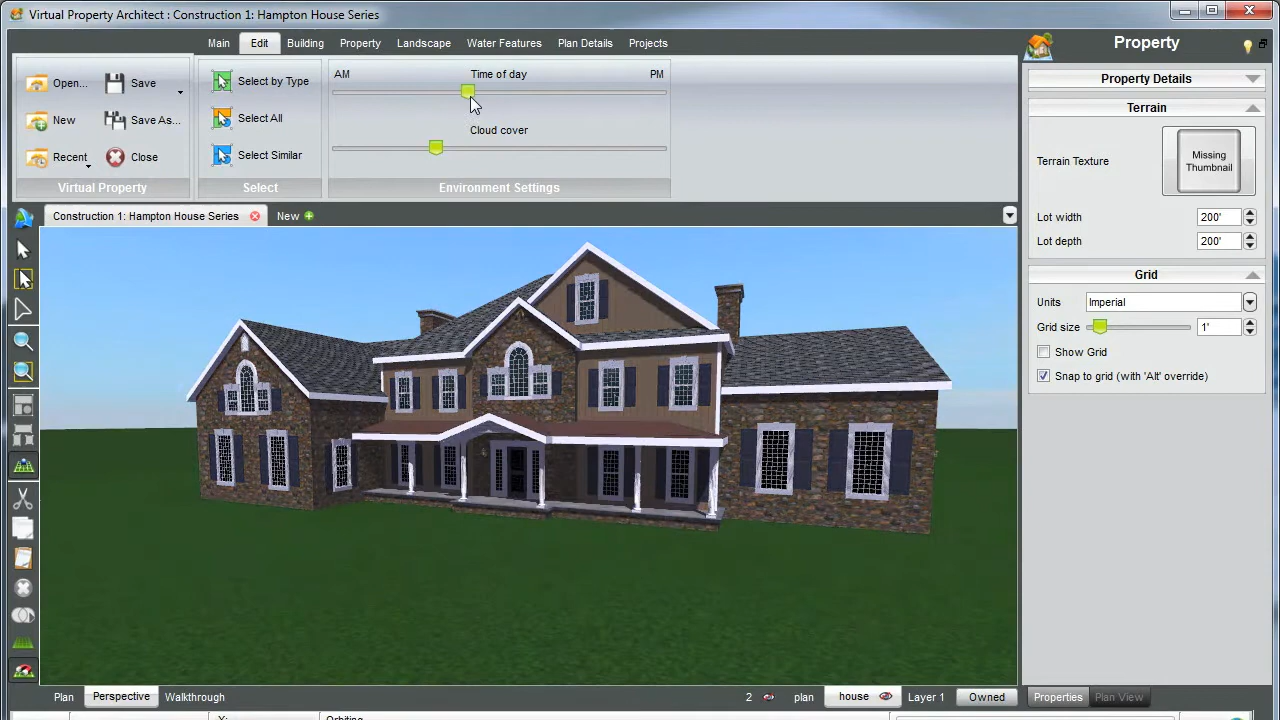 Virtual Property Architect : Construction 1: Hampton House Series
Main Edit Building Property Landscape Water Features Plan Details Projects
Open... Save
New Save As...
Recent Close
Virtual Property
Select by Type
Select All
Select Similar
Select
AM Time of day PM
Cloud cover
Environment Settings
Construction 1: Hampton House Series New
Property
Property Details
Terrain
Terrain Texture
Missing
Thumbnail
Lot width 200'
Lot depth 200'
Grid
Units Imperial
Grid size 1'
Show Grid
Snap to grid (with 'Alt' override)
Plan Perspective Walkthrough 2 plan house Layer 1 Owned Properties Plan View
X: Orbiting